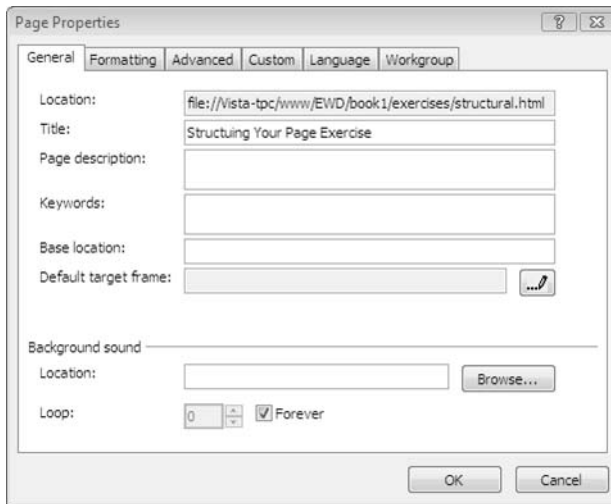 Page Properties
General Formatting Advanced Custom Language Workgroup
Location: file://Vista-tpc/www/EWD/book1/exercises/structural.html
Title: Structuing Your Page Exercise
Page description:
Keywords:
Base location:
Default target frame:
Background sound
Location: Browse...
Loop: 0 Forever
OK Cancel